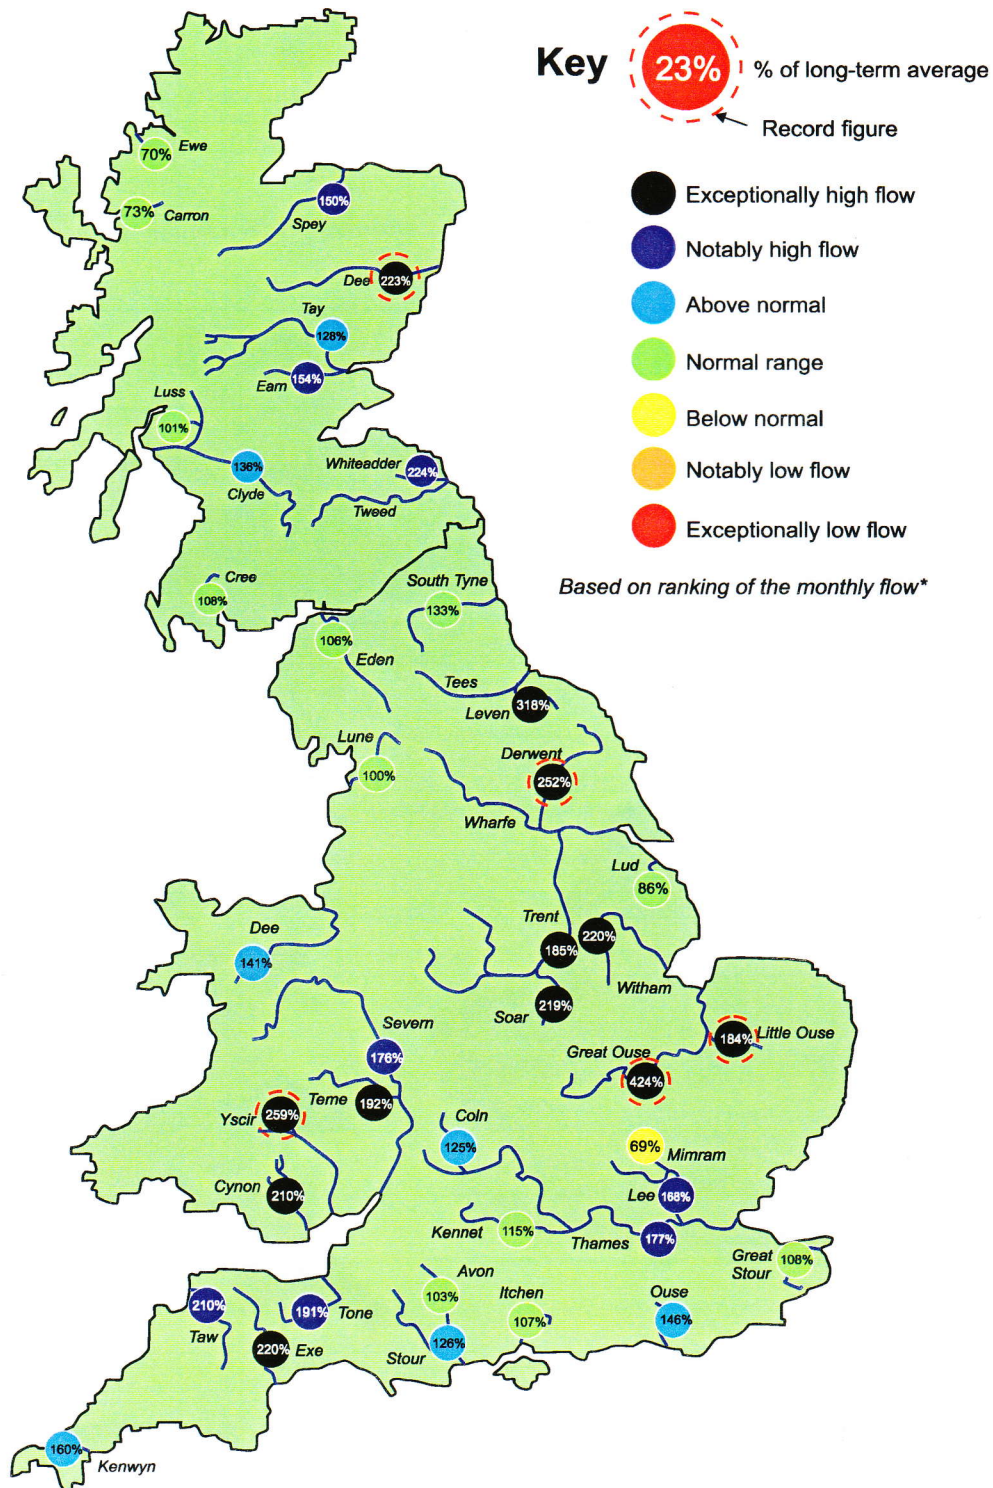 Key
23%
% of long-term average
Record figure
Exceptionally high flow
Notably high flow
Above normal
Normal range
Below normal
Notably low flow
Exceptionally low flow
Based on ranking of the monthly flow*
Ewe
70%
73%
Carron
150%
Spey
Dee
223%
Tay
128%
Earn
154%
Luss
101%
136%
Clyde
Whiteadder
224%
Tweed
Cree
108%
South Tyne
133%
106%
Eden
Tees
Leven
318%
Lune
100%
Derwent
252%
Wharfe
Lud
86%
Dee
141%
Trent
185%
220%
Witham
Soar
219%
Severn
176%
Little Ouse
184%
Great Ouse
424%
Teme
192%
Yscir
259%
Coln
125%
69%
Mimram
Cynon
210%
Lee
168%
Kennet
115%
Thames
177%
Great
Stour
108%
Avon
103%
Itchen
107%
Ouse
146%
210%
Taw
191%
Tone
220%
Exe
Stour
126%
160%
Kenwyn